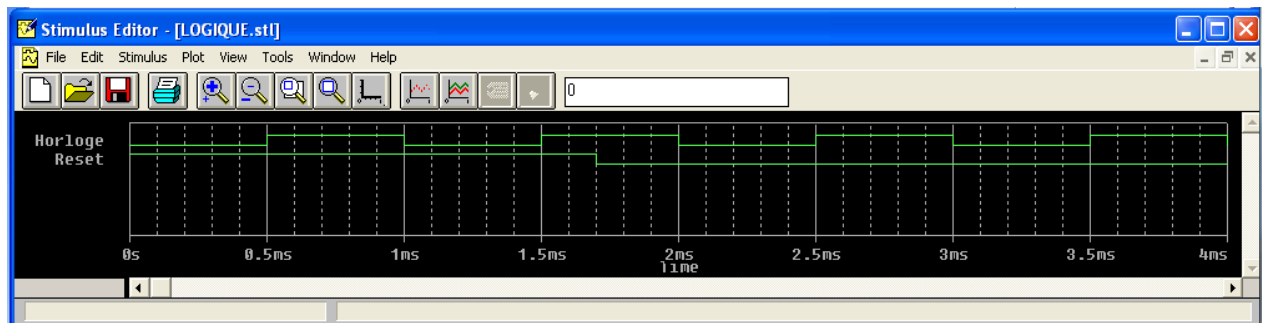 Stimulus Editor - [LOGIQUE.stl]
File Edit Stimulus Plot View Tools Window Help
0
Horloge
Reset
0s 0.5ms 1ms 1.5ms 2ms 2.5ms 3ms 3.5ms 4ms
Time